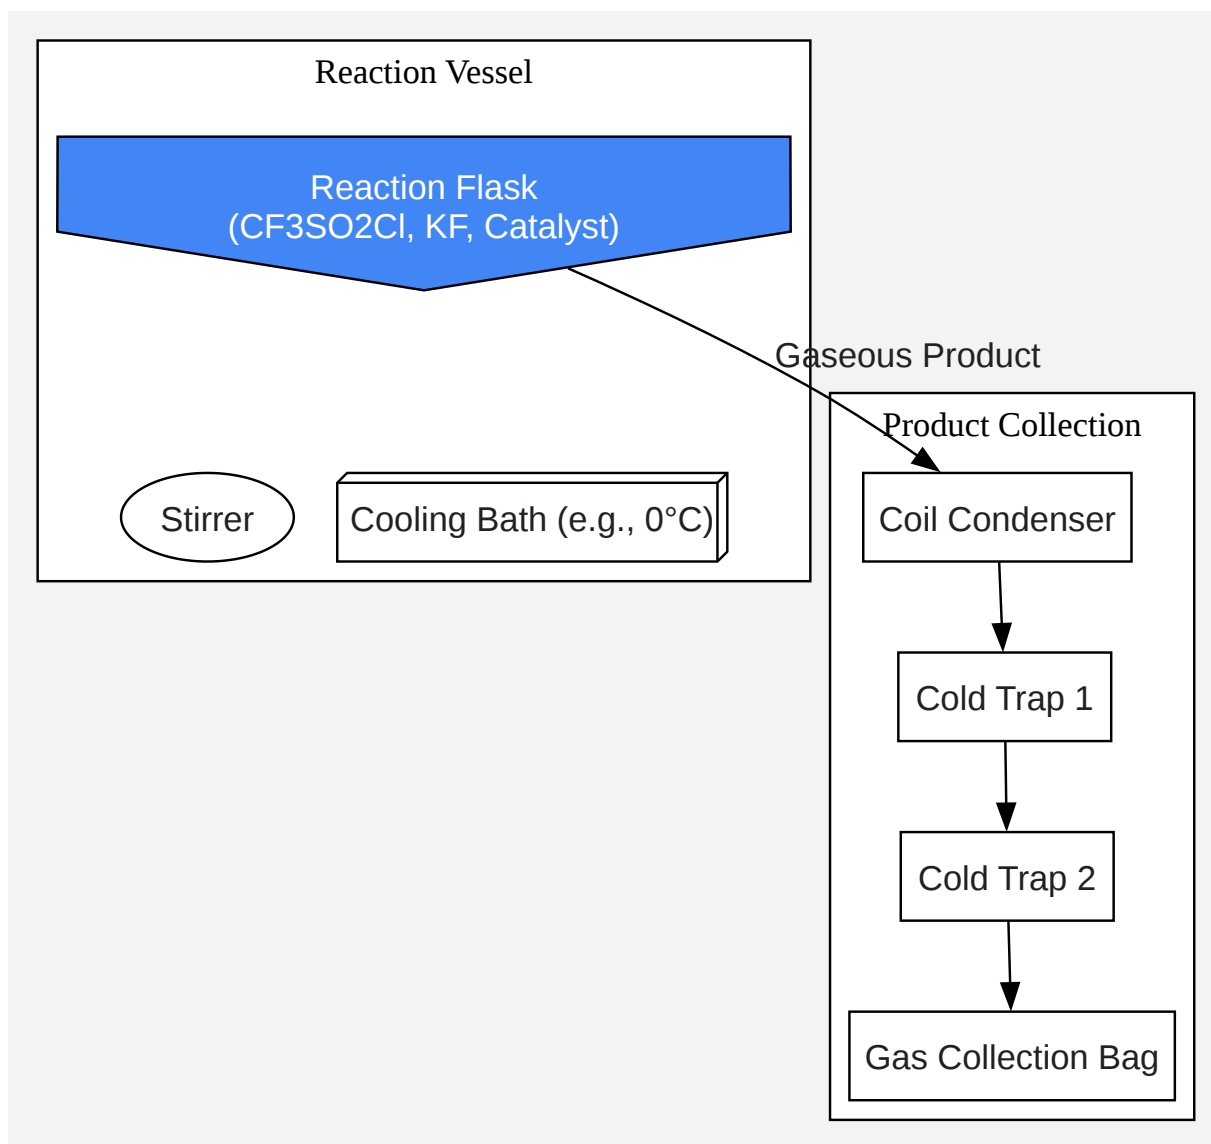 Reaction Vessel
Reaction Flask
(CF3SO2Cl, KF, Catalyst)
Gaseous Product
Product Collection
Stirrer
Cooling Bath (e.g., 0°C)
Coil Condenser
Cold Trap 1
Cold Trap 2
Gas Collection Bag